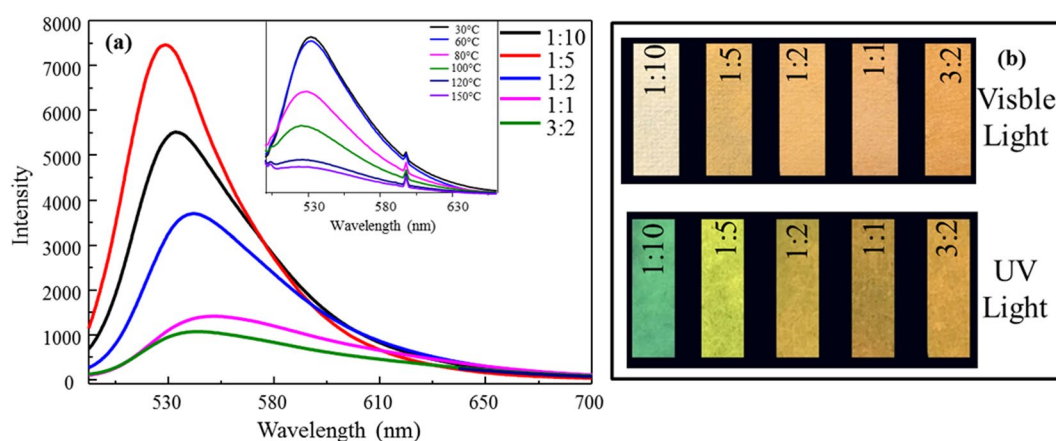 (a)
8000
7000
6000
5000
4000
3000
2000
1000
0
Intensity
530 580 610 650 700
Wavelength (nm)
30°C
60°C
80°C
100°C
120°C
150°C
530 580 630
Wavelength (nm)
1:10
1:5
1:2
1:1
3:2
(b)
1:10 1:5 1:2 1:1 3:2
Visble
Light
1:10 1:5 1:2 1:1 3:2
UV
Light